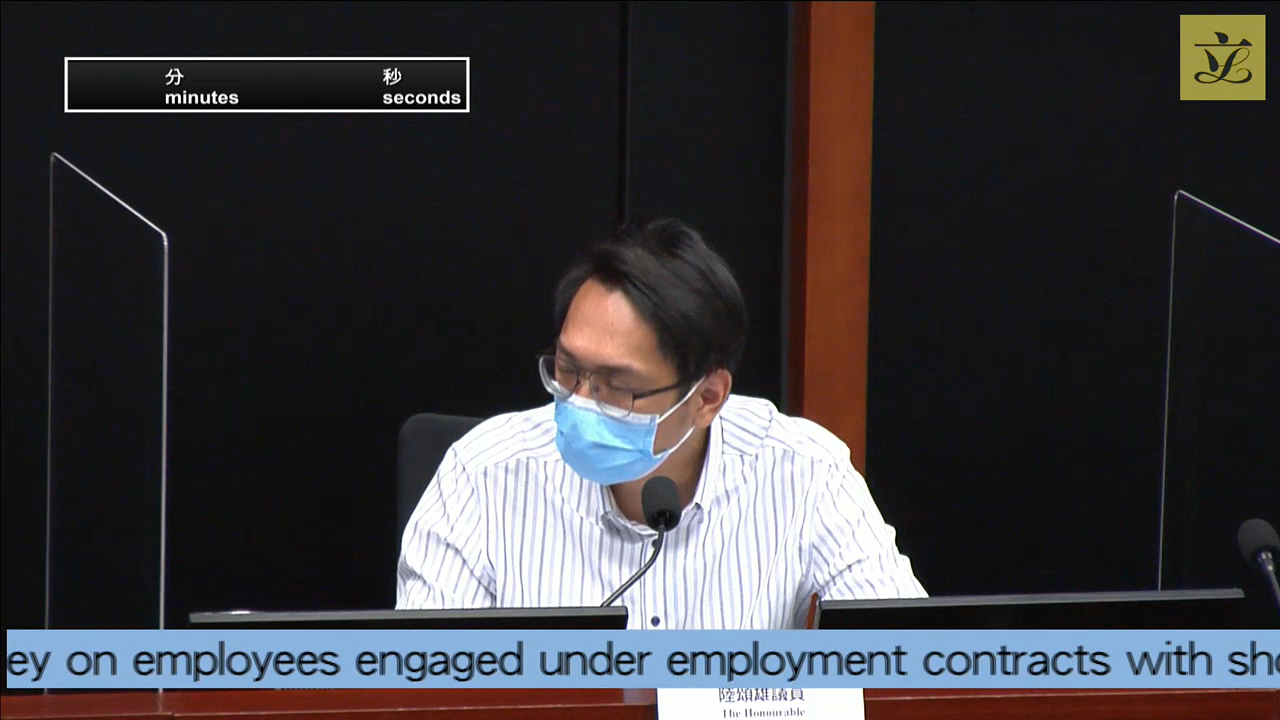 分 秒
minutes seconds
ey on employees engaged under employment contracts with sho
陸頌雄議員
The Honourable